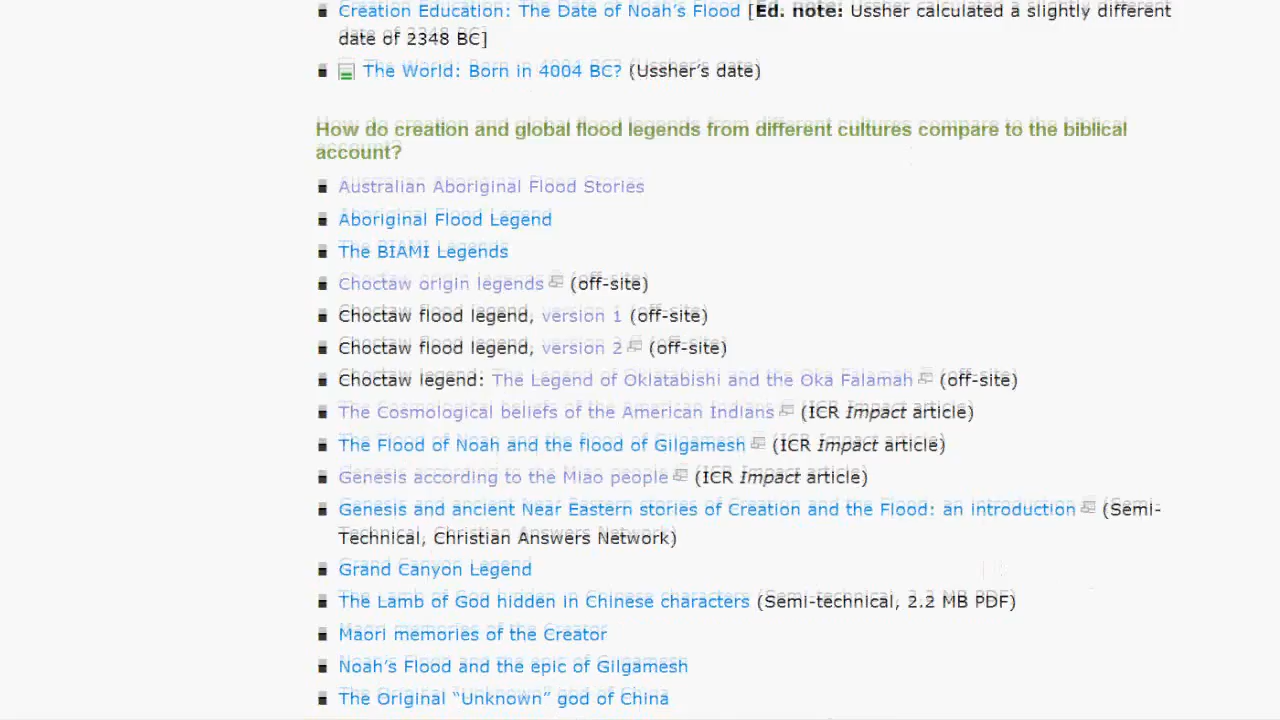 Creation Education: The Date of Noah’s Flood [Ed. note: Ussher calculated a slightly different
date of 2348 BC]
The World: Born in 4004 BC? (Ussher’s date)
How do creation and global flood legends from different cultures compare to the biblical
account?
Australian Aboriginal Flood Stories
Aboriginal Flood Legend
The BIAMI Legends
Choctaw origin legends (off-site)
Choctaw flood legend, version 1 (off-site)
Choctaw flood legend, version 2 (off-site)
Choctaw legend: The Legend of Oklatabishi and the Oka Falamah (off-site)
The Cosmological beliefs of the American Indians (ICR Impact article)
The Flood of Noah and the flood of Gilgamesh (ICR Impact article)
Genesis according to the Miao people (ICR Impact article)
Genesis and ancient Near Eastern stories of Creation and the Flood: an introduction (Semi-
Technical, Christian Answers Network)
Grand Canyon Legend
The Lamb of God hidden in Chinese characters (Semi-technical, 2.2 MB PDF)
Maori memories of the Creator
Noah’s Flood and the epic of Gilgamesh
The Original “Unknown” god of China